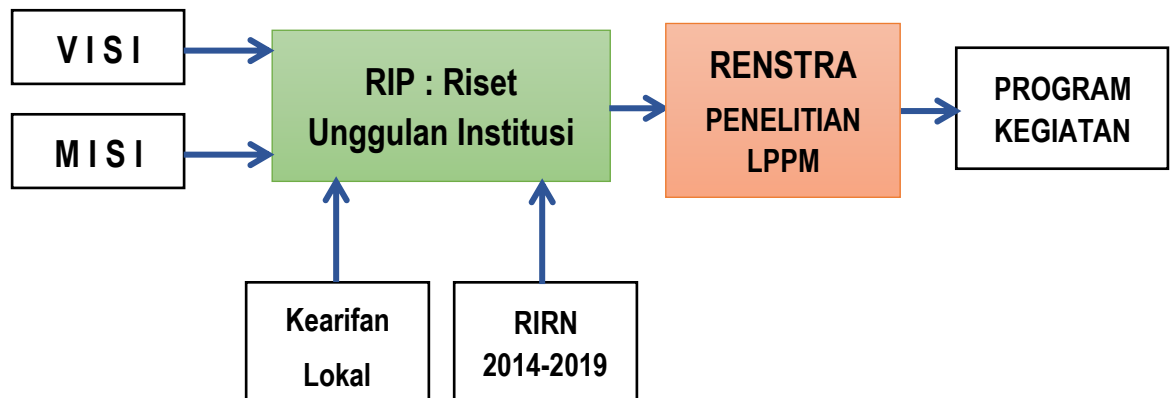 V I S I
M I S I
RIP : Riset
Unggulan Institusi
RENSTRA
PENELITIAN
LPPM
PROGRAM
KEGIATAN
Kearifan
Lokal
RIRN
2014-2019